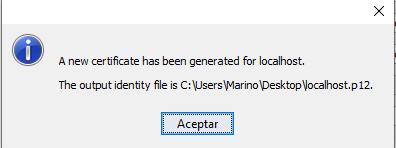 A new certificate has been generated for localhost.
The output identity file is C:\Users\Marino\Desktop\localhost.p12.
Aceptar